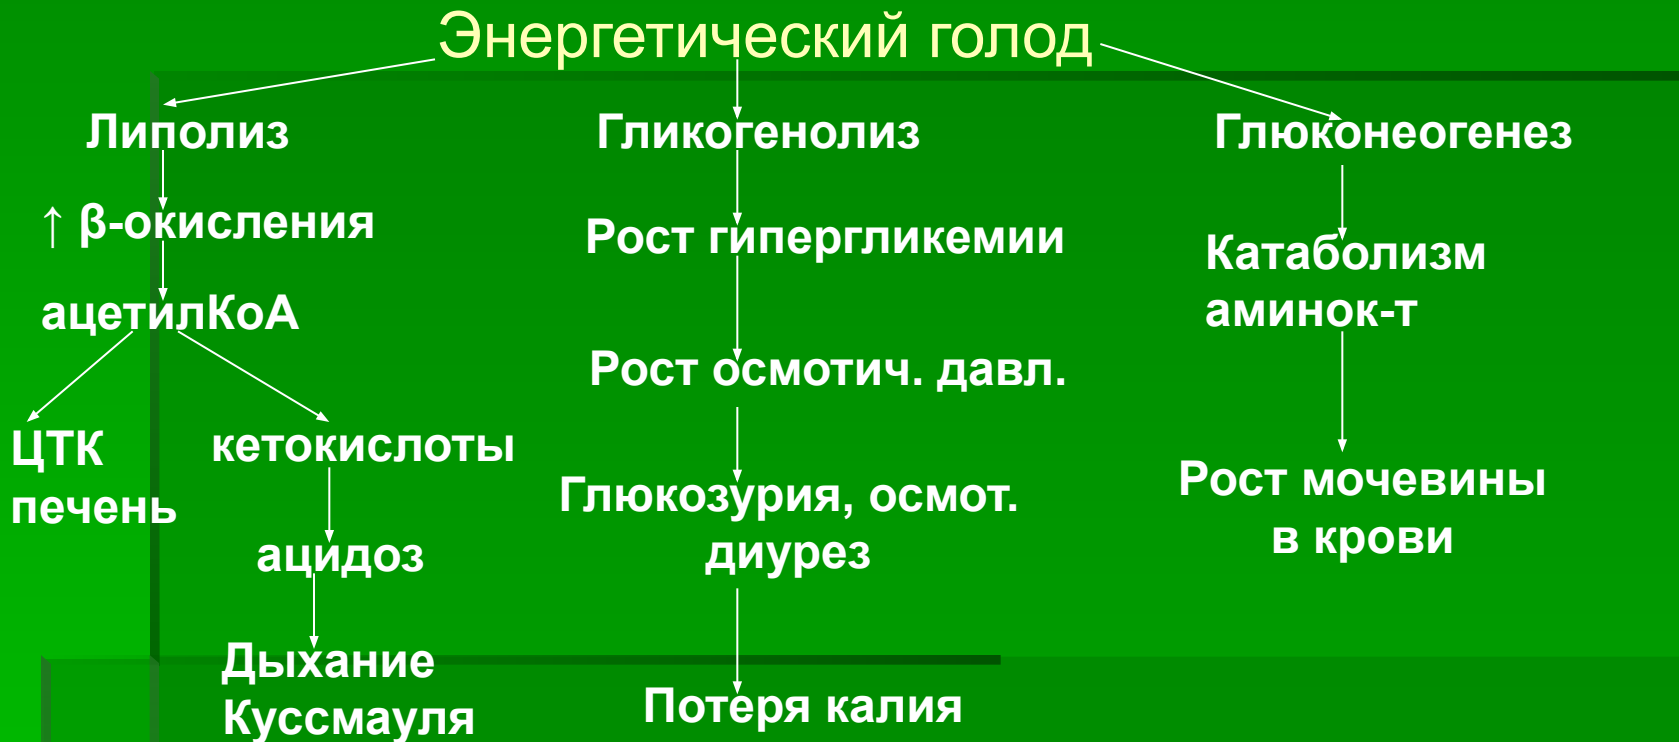 Энергетический голод
Липолиз
Гликогенолиз
Глюконеогенез
↑ β-окисления
Рост гипергликемии
Катаболизм
аминок-т
ацетилКоА
Рост осмотич. давл.
ЦТК
печень
кетокислоты
Глюкозурия, осмот.
диурез
Рост мочевины
в крови
ацидоз
Дыхание
Куссмауля
Потеря калия